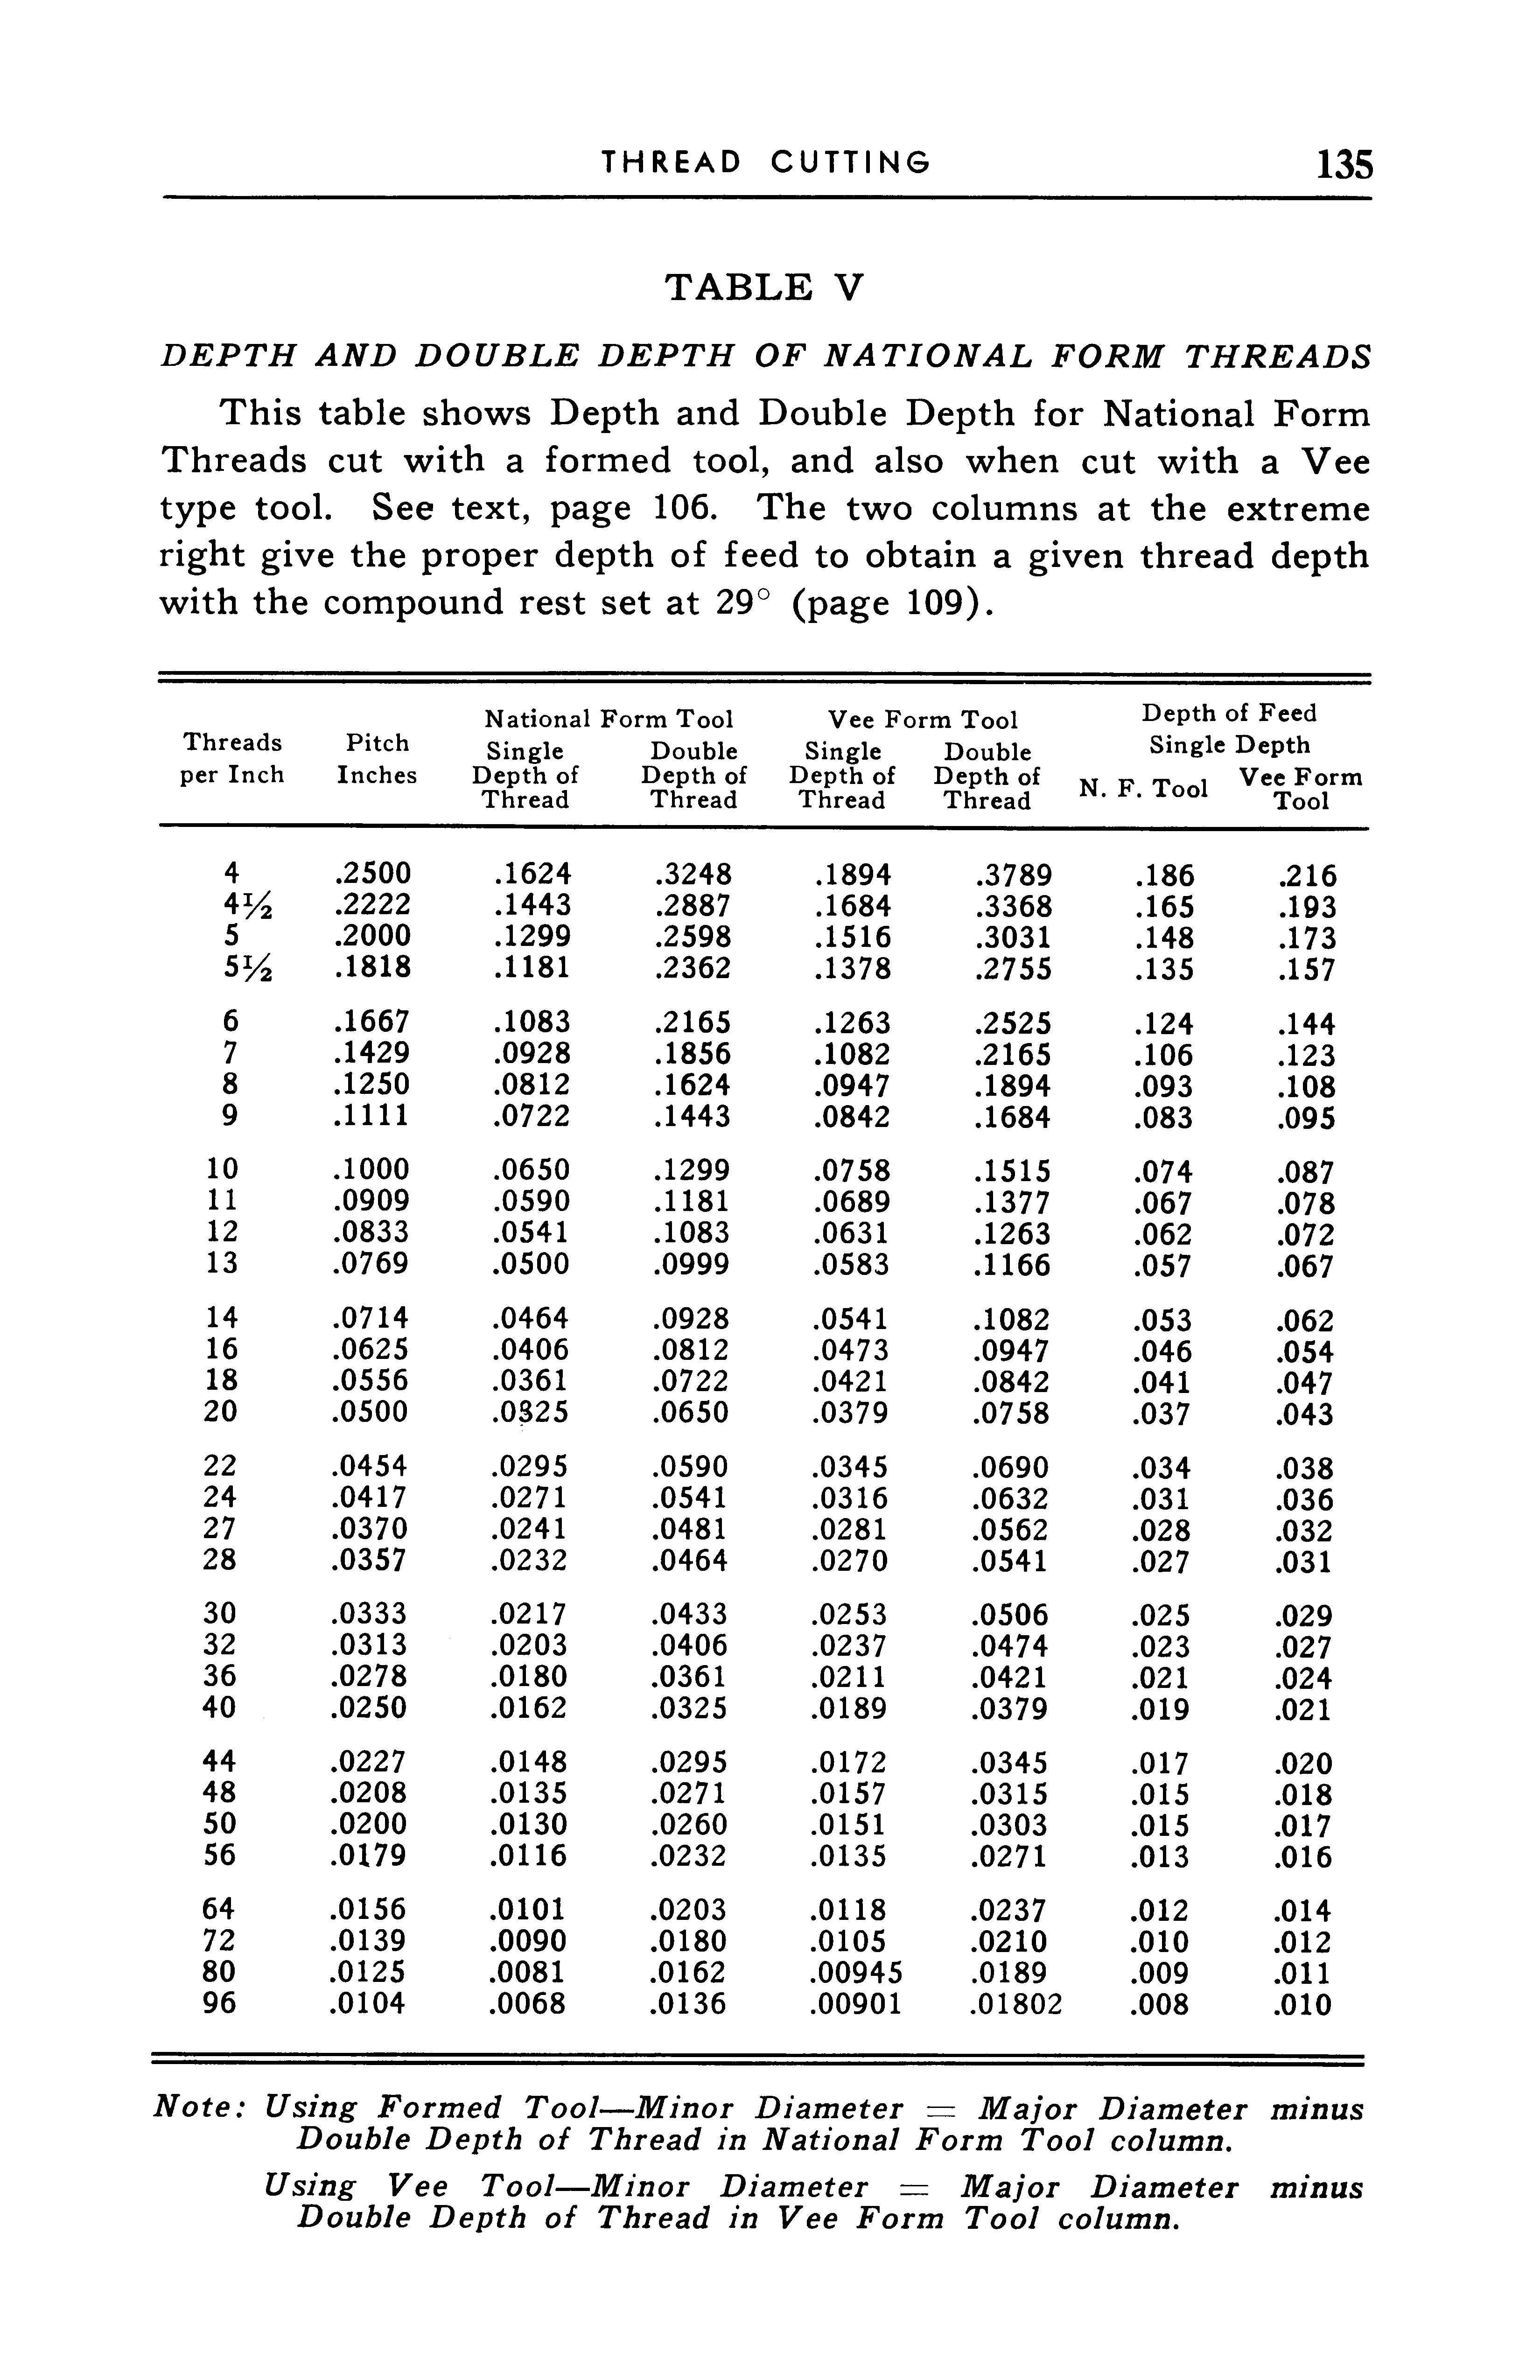 THREAD CUTTING 135
TABLE V
DEPTH AND DOUBLE DEPTH OF NATIONAL FORM THREADS
This table shows Depth and Double Depth for National Form
Threads cut with a formed tool, and also when cut with a Vee
type tool. See text, page 106. The two columns at the extreme
right give the proper depth of feed to obtain a given thread depth
with the compound rest set at 29° (page 109).
National Form Tool Vee Form Tool Depth of Feed
Threads Pitch Single Double Single Double Single Depth
per Inch Inches Depth of Depth of Depth of Depth of N. F. Tool Vee Form
Thread Thread Thread Thread Tool
4 .2500 .1624 .3248 .1894 .3789 .186 .216
4½ .2222 .1443 .2887 .1684 .3368 .165 .193
5 .2000 .1299 .2598 .1516 .3031 .148 .173
5½ .1818 .1181 .2362 .1378 .2755 .135 .157
6 .1667 .1083 .2165 .1263 .2525 .124 .144
7 .1429 .0928 .1856 .1082 .2165 .106 .123
8 .1250 .0812 .1624 .0947 .1894 .093 .108
9 .1111 .0722 .1443 .0842 .1684 .083 .095
10 .1000 .0650 .1299 .0758 .1515 .074 .087
11 .0909 .0590 .1181 .0689 .1377 .067 .078
12 .0833 .0541 .1083 .0631 .1263 .062 .072
13 .0769 .0500 .0999 .0583 .1166 .057 .067
14 .0714 .0464 .0928 .0541 .1082 .053 .062
16 .0625 .0406 .0812 .0473 .0947 .046 .054
18 .0556 .0361 .0722 .0421 .0842 .041 .047
20 .0500 .0325 .0650 .0379 .0758 .037 .043
22 .0454 .0295 .0590 .0345 .0690 .034 .038
24 .0417 .0271 .0541 .0316 .0632 .031 .036
27 .0370 .0241 .0481 .0281 .0562 .028 .032
28 .0357 .0232 .0464 .0270 .0541 .027 .031
30 .0333 .0217 .0433 .0253 .0506 .025 .029
32 .0313 .0203 .0406 .0237 .0474 .023 .027
36 .0278 .0180 .0361 .0211 .0421 .021 .024
40 .0250 .0162 .0325 .0189 .0379 .019 .021
44 .0227 .0148 .0295 .0172 .0345 .017 .020
48 .0208 .0135 .0271 .0157 .0315 .015 .018
50 .0200 .0130 .0260 .0151 .0303 .015 .017
56 .0179 .0116 .0232 .0135 .0271 .013 .016
64 .0156 .0101 .0203 .0118 .0237 .012 .014
72 .0139 .0090 .0180 .0105 .0210 .010 .012
80 .0125 .0081 .0162 .00945 .0189 .009 .011
96 .0104 .0068 .0136 .00901 .01802 .008 .010
Note: Using Formed Tool—Minor Diameter = Major Diameter minus
Double Depth of Thread in National Form Tool column.
Using Vee Tool—Minor Diameter = Major Diameter minus
Double Depth of Thread in Vee Form Tool column.